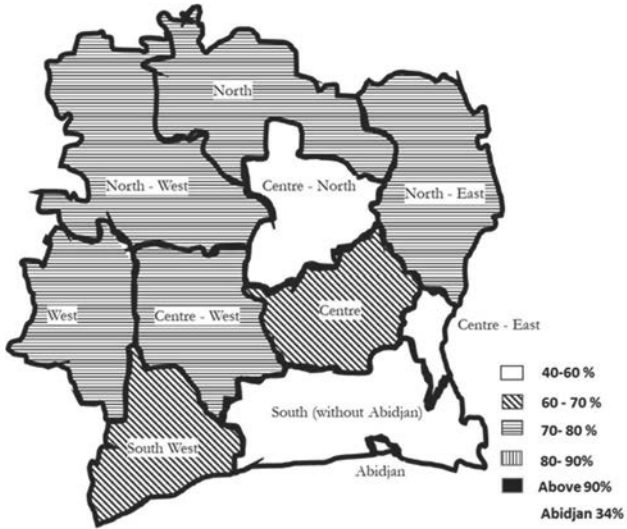 North
North - West
Centre - North
North - East
West
Centre - West
Centre
Centre - East
South (without Abidjan)
South West
Abidjan
40-60 %
60 - 70 %
70- 80 %
80- 90%
Above 90%
Abidjan 34%